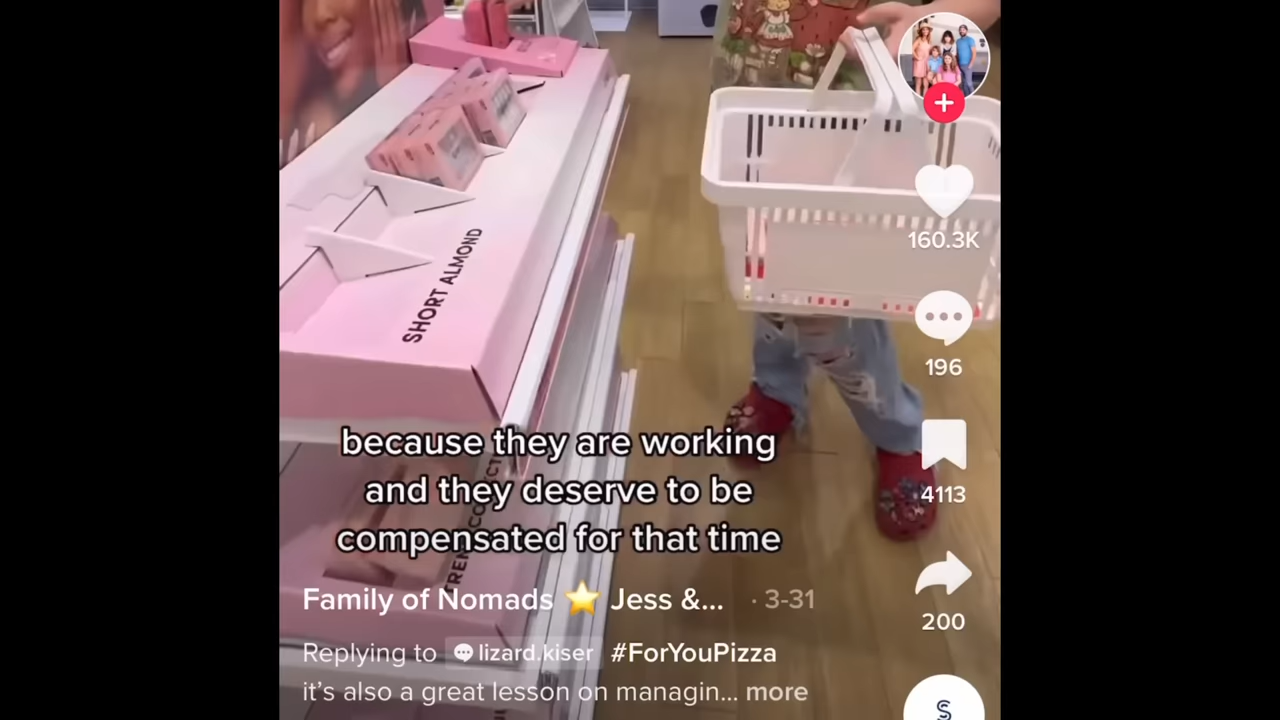 SHORT ALMOND
160.3K
196
4113
because they are working
and they deserve to be
compensated for that time
Family of Nomads ⭐ Jess &... · 3-31
200
Replying to lizard.kiser #ForYouPizza
it's also a great lesson on managin... more
S